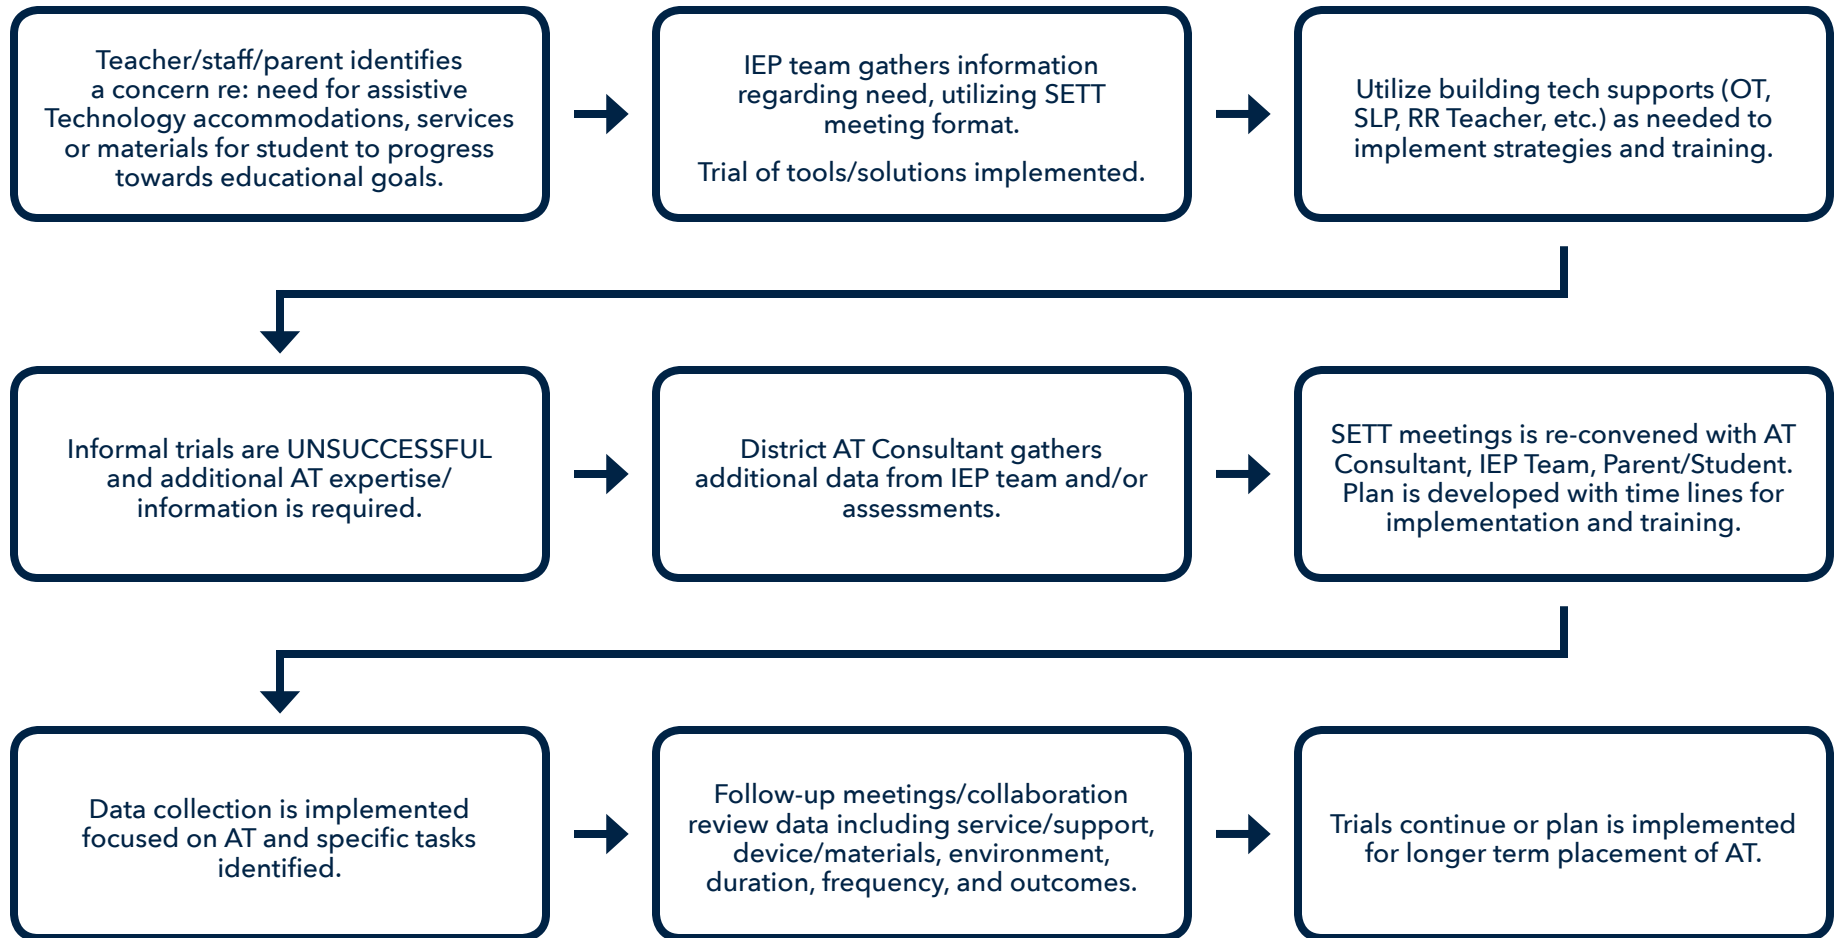 Teacher/staff/parent identifies
a concern re: need for assistive
Technology accommodations, services
or materials for student to progress
towards educational goals.
IEP team gathers information
regarding need, utilizing SETT
meeting format.
Trial of tools/solutions implemented.
Utilize building tech supports (OT,
SLP, RR Teacher, etc.) as needed to
implement strategies and training.
Informal trials are UNSUCCESSFUL
and additional AT expertise/
information is required.
District AT Consultant gathers
additional data from IEP team and/or
assessments.
SETT meetings is re-convened with AT
Consultant, IEP Team, Parent/Student.
Plan is developed with time lines for
implementation and training.
Data collection is implemented
focused on AT and specific tasks
identified.
Follow-up meetings/collaboration
review data including service/support,
device/materials, environment,
duration, frequency, and outcomes.
Trials continue or plan is implemented
for longer term placement of AT.